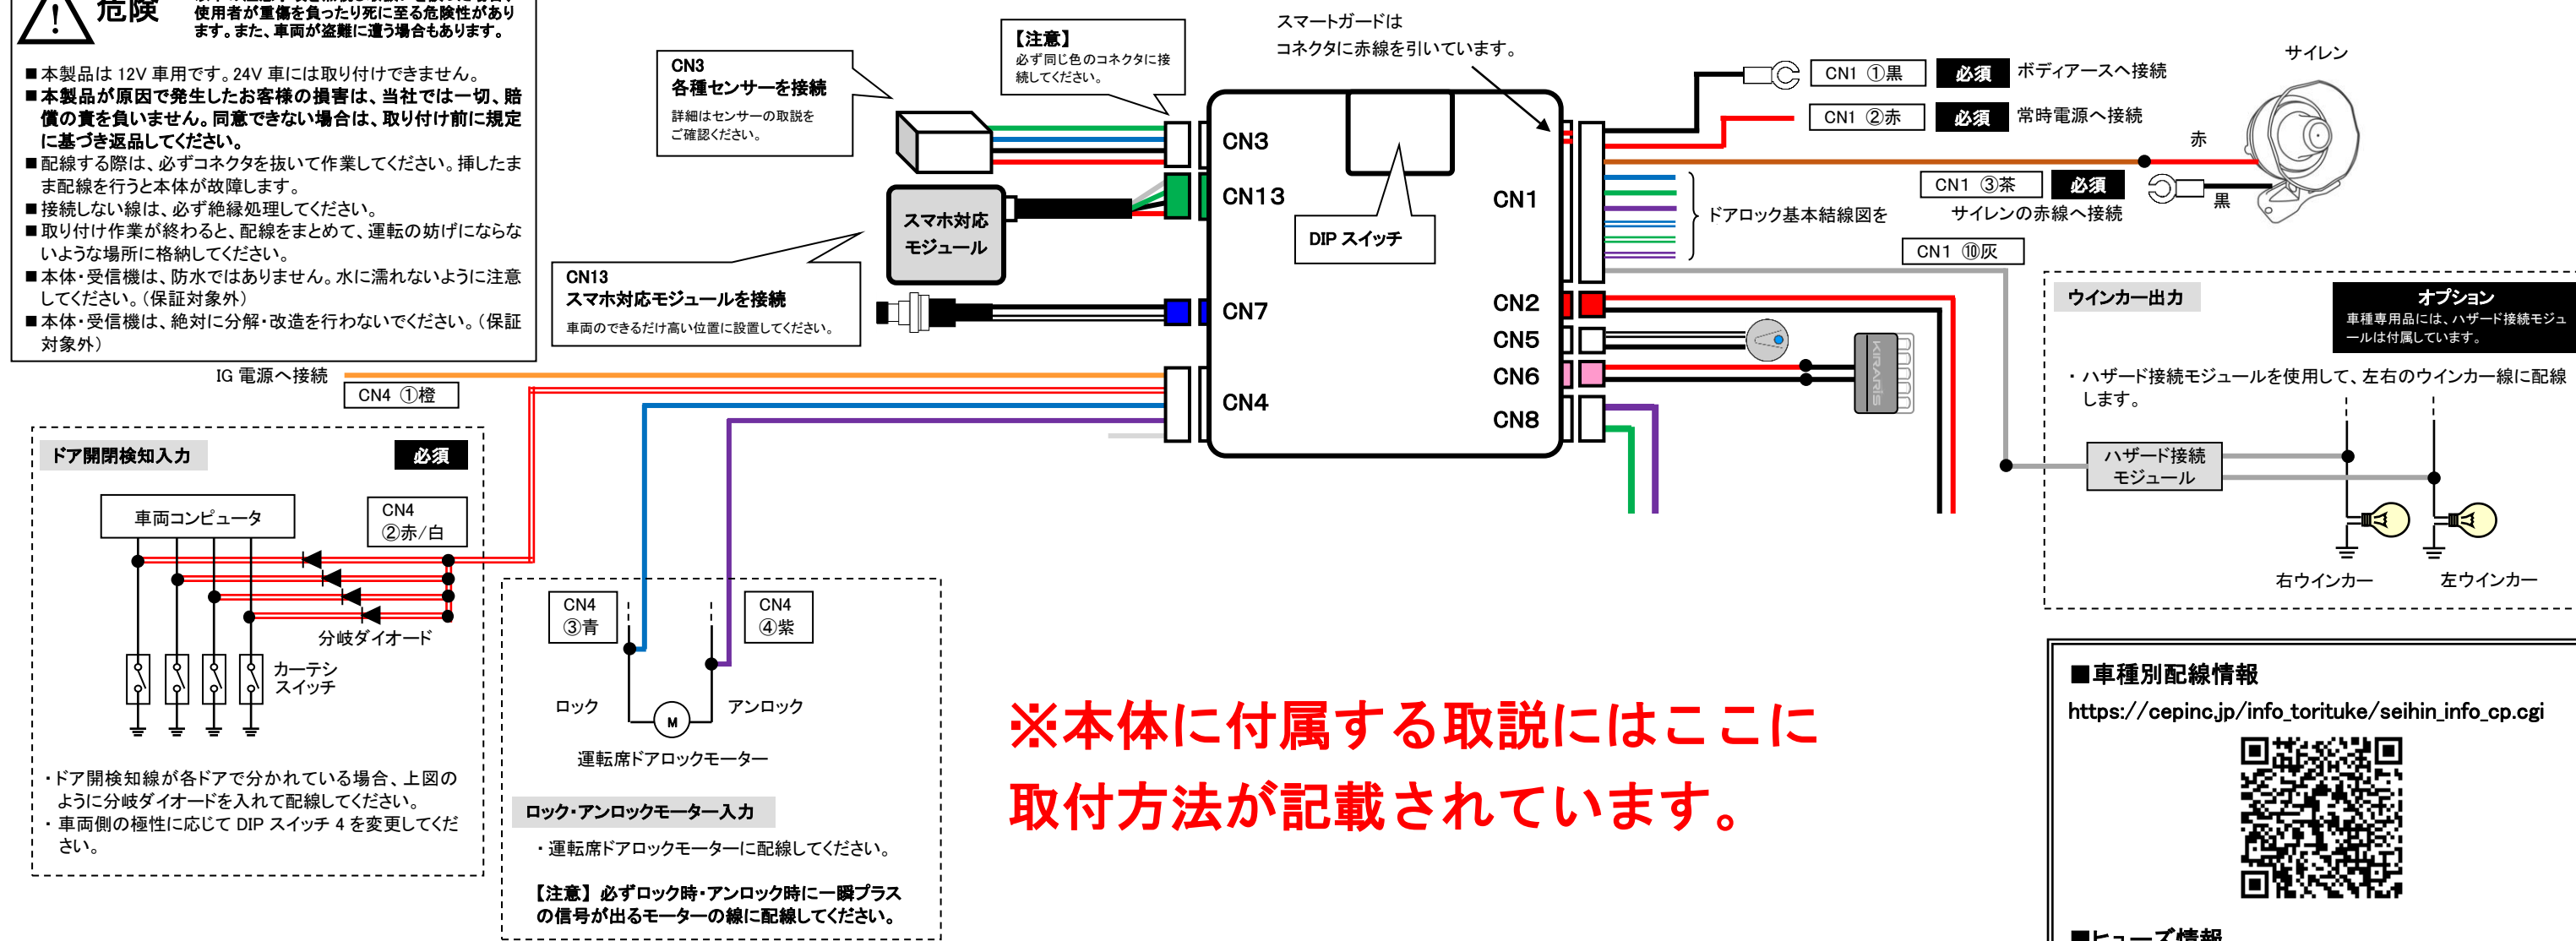 危険
使用者が重傷を負ったり死に至る危険性があり
ます。また、車両が盗難に遭う場合もあります。
■本製品は 12V 車用です。24V 車には取り付けできません。
■本製品が原因で発生したお客様の損害は、当社では一切、賠
償の責を負いません。同意できない場合は、取り付け前に規定
に基づき返品してください。
■配線する際は、必ずコネクタを抜いて作業してください。挿したま
ま配線を行うと本体が故障します。
■接続しない線は、必ず絶縁処理してください。
■取り付け作業が終わると、配線をまとめて、運転の妨げにならな
いような場所に格納してください。
■本体・受信機は、防水ではありません。水に濡れないように注意
してください。（保証対象外）
■本体・受信機は、絶対に分解・改造を行わないでください。（保証
対象外）
CN3
各種センサーを接続
詳細はセンサーの取説を
ご確認ください。
【注意】
必ず同じ色のコネクタに接
続してください。
スマートガードは
コネクタに赤線を引いています。
スマホ対応
モジュール
CN13
スマホ対応モジュールを接続
車両のできるだけ高い位置に設置してください。
CN3
CN13
CN7
CN4
DIP スイッチ
CN1
CN2
CN5
CN6
CN8
CN1 ①黒
必須
ボディアースへ接続
CN1 ②赤
必須
常時電源へ接続
サイレン
赤
CN1 ③茶
必須
サイレンの赤線へ接続
黒
ドアロック基本結線図を
CN1 ⑩灰
KIRARiS
ウインカー出力
オプション
車種専用品には、ハザード接続モジュ
ールは付属しています。
・ハザード接続モジュールを使用して、左右のウインカー線に配線
します。
ハザード接続
モジュール
右ウインカー
左ウインカー
IG 電源へ接続
CN4 ①橙
ドア開閉検知入力
必須
車両コンピュータ
CN4
②赤/白
分岐ダイオード
カーテシ
スイッチ
・ドア開検知線が各ドアで分かれている場合、上図の
ように分岐ダイオードを入れて配線してください。
・車両側の極性に応じて DIP スイッチ 4 を変更してくだ
さい。
CN4
③青
CN4
④紫
ロック
アンロック
M
運転席ドアロックモーター
ロック・アンロックモーター入力
・運転席ドアロックモーターに配線してください。
【注意】 必ずロック時・アンロック時に一瞬プラス
の信号が出るモーターの線に配線してください。
※本体に付属する取説にはここに
取付方法が記載されています。
■車種別配線情報
https://cepinc.jp/info_torituke/seihin_info_cp.cgi
■ヒューズ情報